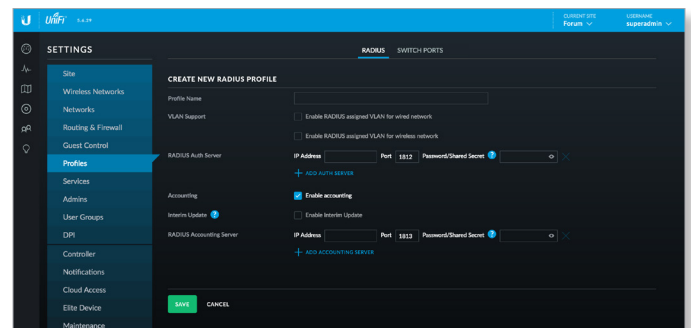 UniFi 5.6.29
CURRENT SITE
Forum
USERNAME
superadmin
SETTINGS
Site
Wireless Networks
Networks
Routing & Firewall
Guest Control
Profiles
Services
Admins
User Groups
DPI
Controller
Notifications
Cloud Access
Elite Device
Maintenance
RADIUS SWITCH PORTS
CREATE NEW RADIUS PROFILE
Profile Name
VLAN Support Enable RADIUS assigned VLAN for wired network
Enable RADIUS assigned VLAN for wireless network
RADIUS Auth Server IP Address Port 1812 Password/Shared Secret ?
+ ADD AUTH SERVER
Accounting Enable accounting
Interim Update ? Enable Interim Update
RADIUS Accounting Server IP Address Port 1813 Password/Shared Secret ?
+ ADD ACCOUNTING SERVER
SAVE CANCEL